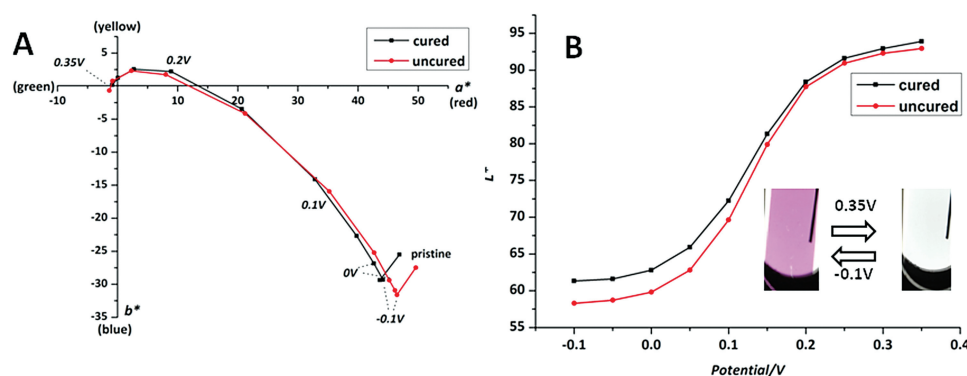 A
(yellow)
5
0.35V
0.2V
cured
uncured
(green)
a*
(red)
-10
0
10
20
30
40
50
-5
-10
-15
-20
-25
-30
-35
0.1V
pristine
0V
-0.1V
b*
(blue)
B
95
90
85
80
75
70
65
60
55
cured
uncured
0.35V
-0.1V
-0.1
0.0
0.1
0.2
0.3
0.4
Potential/V